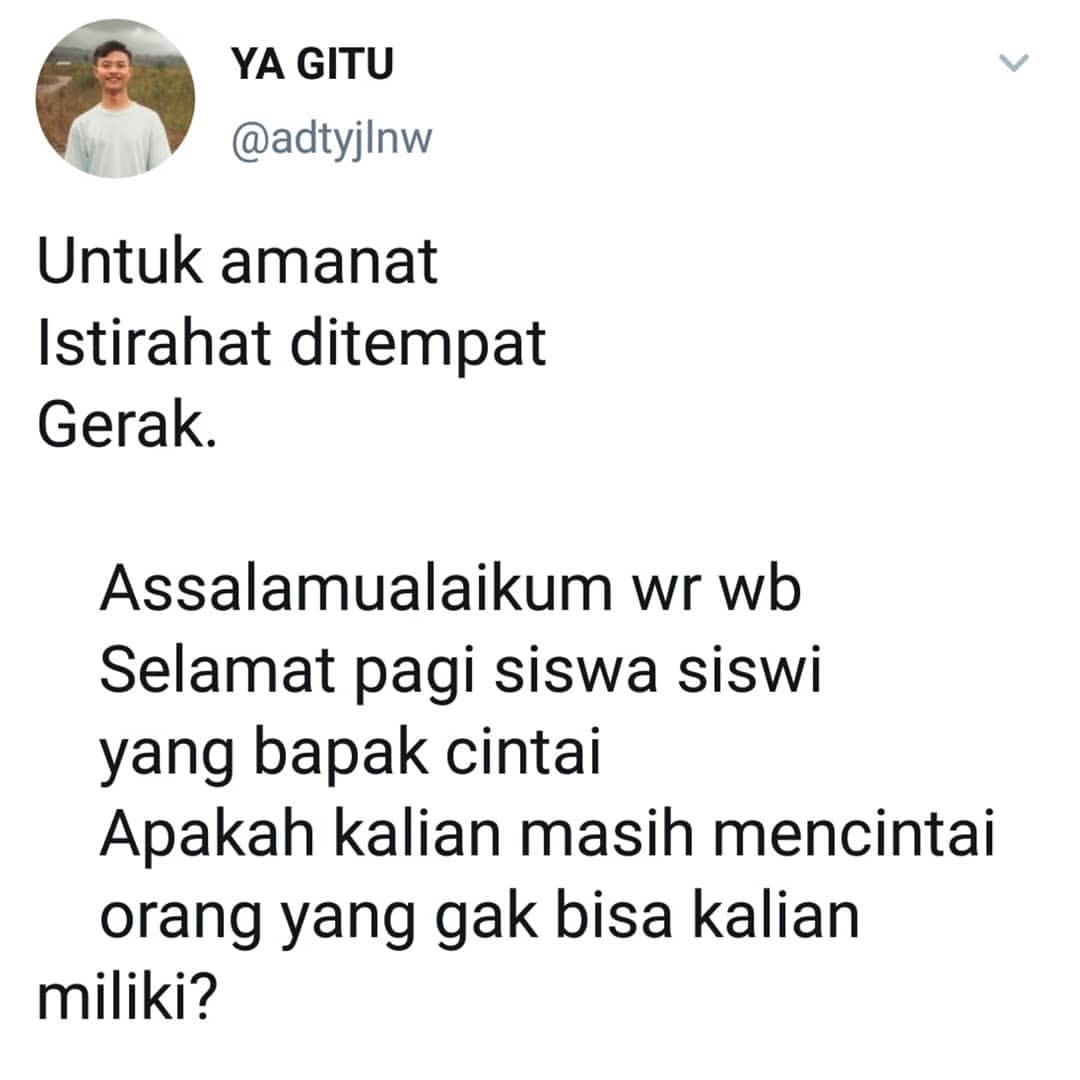 YA GITU
@adtyjlnw
Untuk amanat
Istirahat ditempat
Gerak.
Assalamualaikum wr wb
Selamat pagi siswa siswi
yang bapak cintai
Apakah kalian masih mencintai
orang yang gak bisa kalian
miliki?